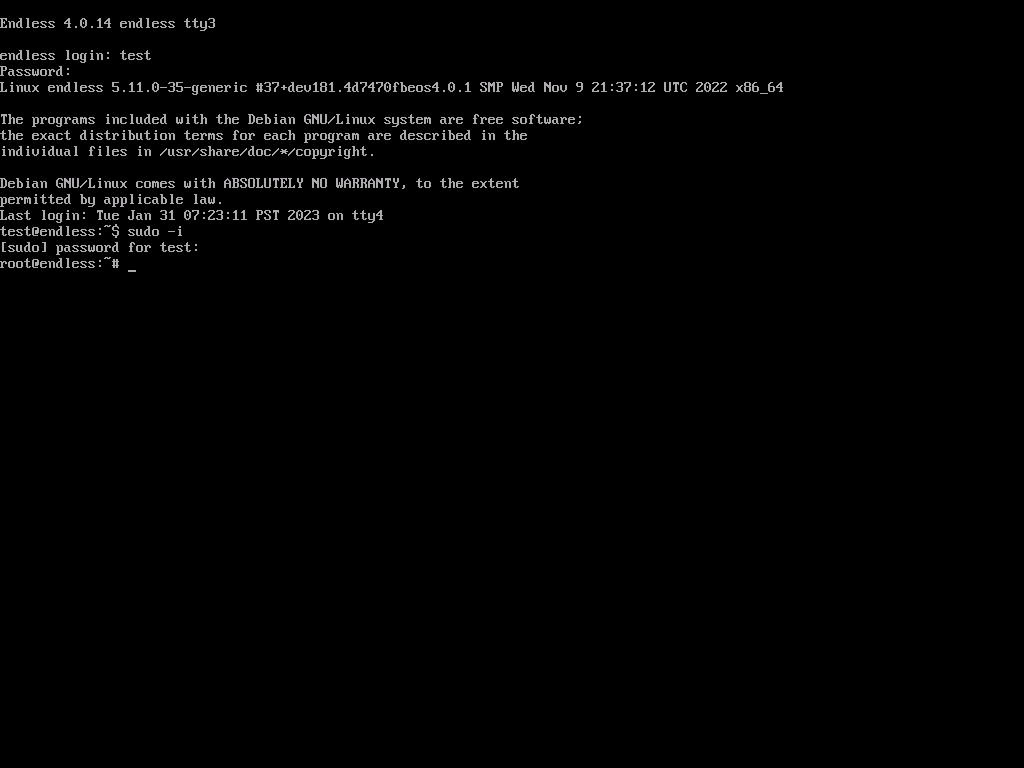 Endless 4.0.14 endless tty3
endless login: test
Password:
Linux endless 5.11.0-35-generic #37+dev181.4d7470fbeos4.0.1 SMP Wed Nov 9 21:37:12 UTC 2022 x86_64
The programs included with the Debian GNU/Linux system are free software;
the exact distribution terms for each program are described in the
individual files in /usr/share/doc/*/copyright.
Debian GNU/Linux comes with ABSOLUTELY NO WARRANTY, to the extent
permitted by applicable law.
Last login: Tue Jan 31 07:23:11 PST 2023 on tty4
test@endless:~$ sudo -i
[sudo] password for test:
root@endless:~# _